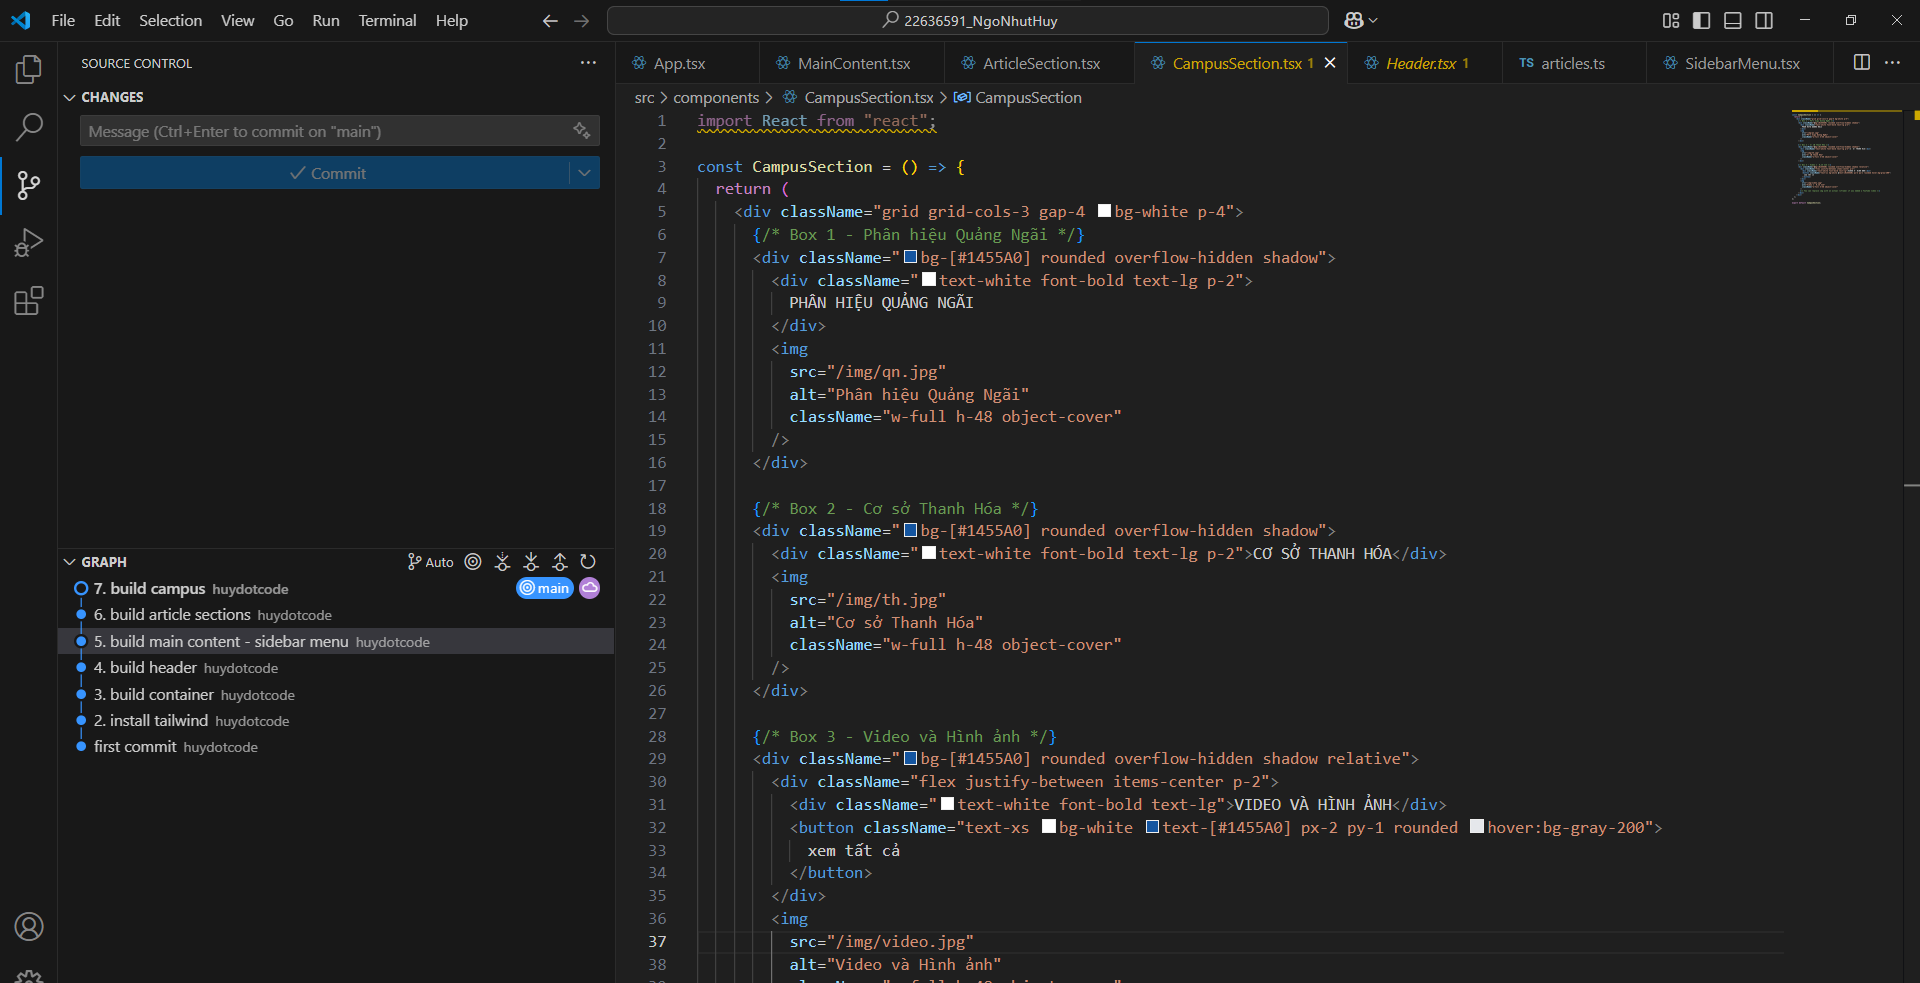 File Edit Selection View Go Run Terminal Help
22636591_NgoNhutHuy
SOURCE CONTROL
CHANGES
Message (Ctrl+Enter to commit on "main")
Commit
GRAPH
Auto
7. build campus huydotcode
main
6. build article sections huydotcode
5. build main content - sidebar menu huydotcode
4. build header huydotcode
3. build container huydotcode
2. install tailwind huydotcode
first commit huydotcode
App.tsx
MainContent.tsx
ArticleSection.tsx
CampusSection.tsx 1
Header.tsx 1
TS articles.ts
SidebarMenu.tsx
src > components > CampusSection.tsx > CampusSection
1 import React from "react";
2
3 const CampusSection = () => {
4 return (
5 <div className="grid grid-cols-3 gap-4 bg-white p-4">
6 {/* Box 1 - Phân hiệu Quảng Ngãi */}
7 <div className="bg-[#1455A0] rounded overflow-hidden shadow">
8 <div className="text-white font-bold text-lg p-2">
9 PHÂN HIỆU QUẢNG NGÃI
10 </div>
11 <img
12 src="/img/qn.jpg"
13 alt="Phân hiệu Quảng Ngãi"
14 className="w-full h-48 object-cover"
15 />
16 </div>
17
18 {/* Box 2 - Cơ sở Thanh Hóa */}
19 <div className="bg-[#1455A0] rounded overflow-hidden shadow">
20 <div className="text-white font-bold text-lg p-2">CƠ SỞ THANH HÓA</div>
21 <img
22 src="/img/th.jpg"
23 alt="Cơ sở Thanh Hóa"
24 className="w-full h-48 object-cover"
25 />
26 </div>
27
28 {/* Box 3 - Video và Hình ảnh */}
29 <div className="bg-[#1455A0] rounded overflow-hidden shadow relative">
30 <div className="flex justify-between items-center p-2">
31 <div className="text-white font-bold text-lg">VIDEO VÀ HÌNH ẢNH</div>
32 <button className="text-xs bg-white text-[#1455A0] px-2 py-1 rounded hover:bg-gray-200">
33 xem tất cả
34 </button>
35 </div>
36 <img
37 src="/img/video.jpg"
38 alt="Video và Hình ảnh"